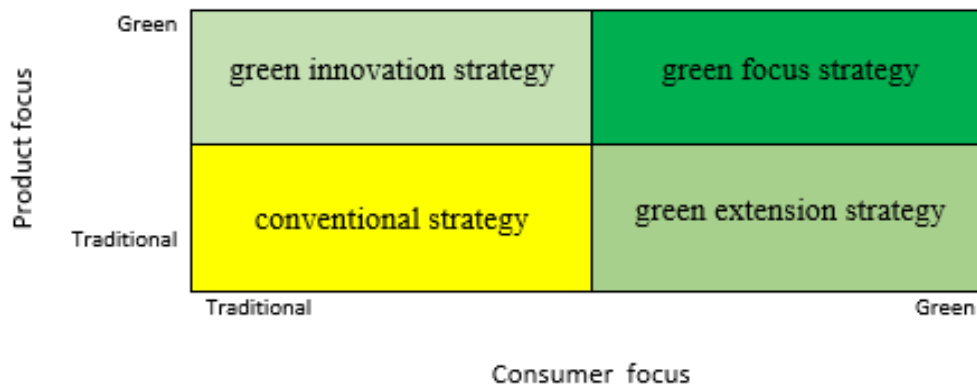 Green
green innovation strategy
green focus strategy
Product focus
Traditional
conventional strategy
green extension strategy
Traditional
Green
Consumer focus